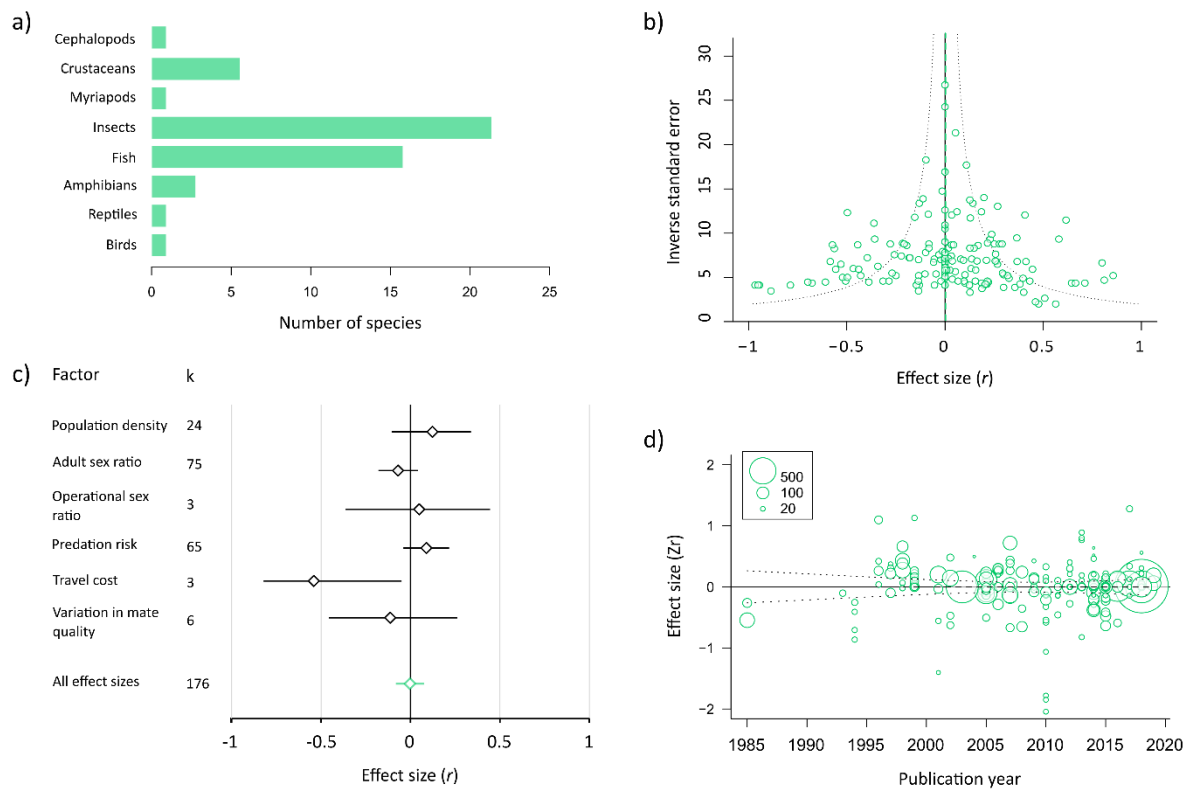 a)
Cephalopods
Crustaceans
Myriapods
Insects
Fish
Amphibians
Reptiles
Birds
0 5 10 15 20 25
Number of species
b)
Inverse standard error
0 5 10 15 20 25 30
−1 −0.5 0 0.5 1
Effect size (r)
c)
Factor k
Population density 24
Adult sex ratio 75
Operational sex
ratio 3
Predation risk 65
Travel cost 3
Variation in mate
quality 6
All effect sizes 176
-1 -0.5 0 0.5 1
Effect size (r)
d)
Effect size (Zr)
2
1
0
−1
−2
500
100
20
1985 1990 1995 2000 2005 2010 2015 2020
Publication year